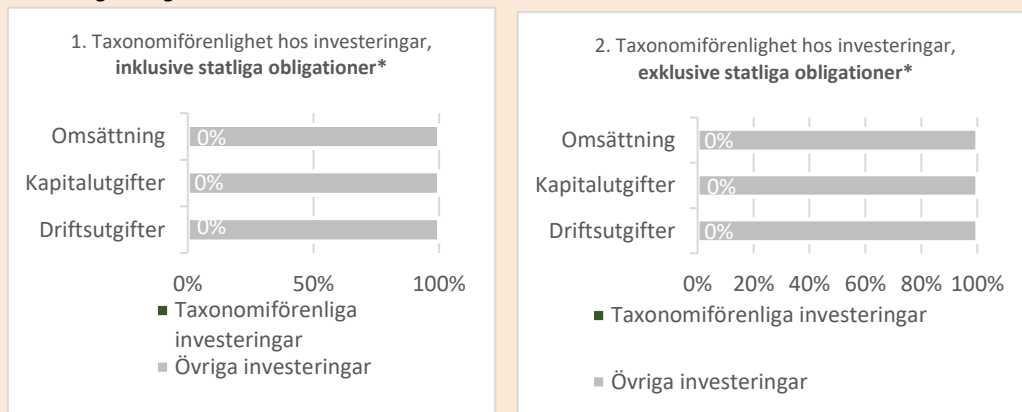 1. Taxonomiförenlighet hos investeringar,
inklusive statliga obligationer*
Omsättning
0%
Kapitalutgifter
0%
Driftsutgifter
0%
0%
50%
100%
Taxonomiförenliga
investeringar
Övriga investeringar
2. Taxonomiförenlighet hos investeringar,
exklusive statliga obligationer*
Omsättning
0%
Kapitalutgifter
0%
Driftsutgifter
0%
0%
20%
40%
60%
80%
100%
Taxonomiförenliga investeringar
Övriga investeringar